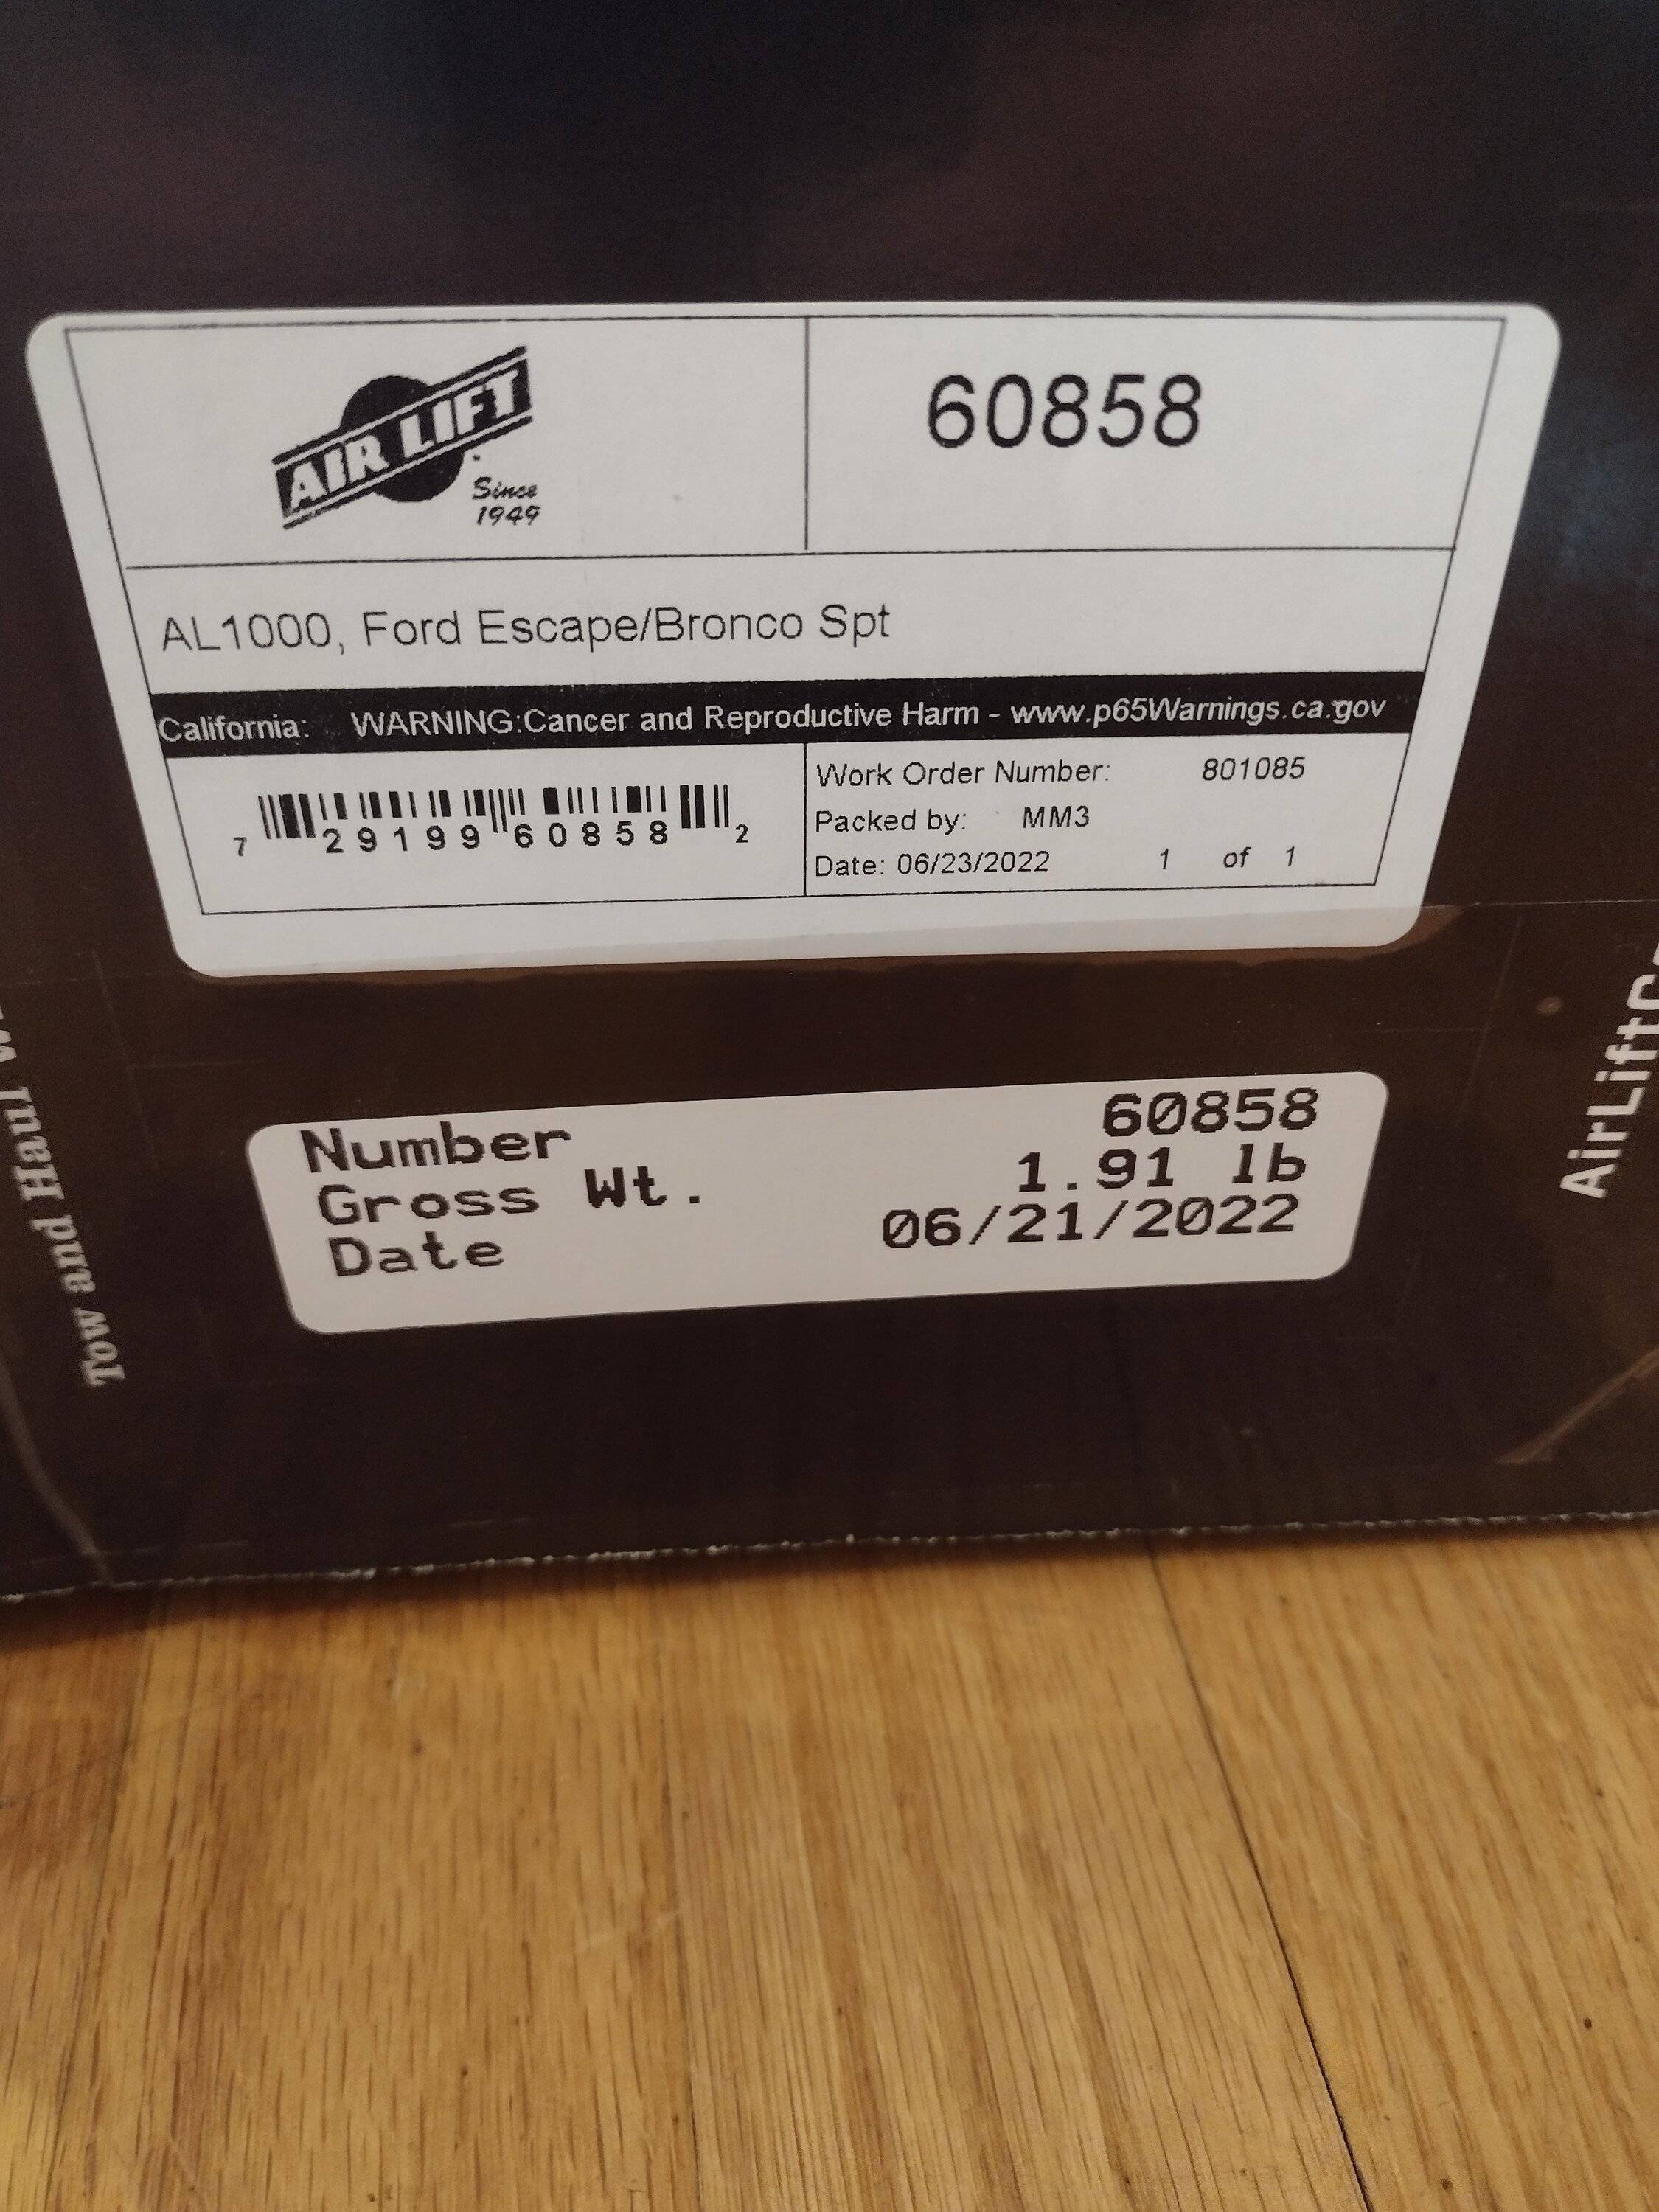 AIR LIFT
Since
1949
60858
AL1000, Ford Escape/Bronco Spt
California: WARNING:Cancer and Reproductive Harm - www.p65Warnings.ca.gov
7 29199 60858 2
Work Order Number: 801085
Packed by: MM3
Date: 06/23/2022 1 of 1
Number 60858
Gross Wt. 1.91 lb
Date 06/21/2022
Tow and Haul